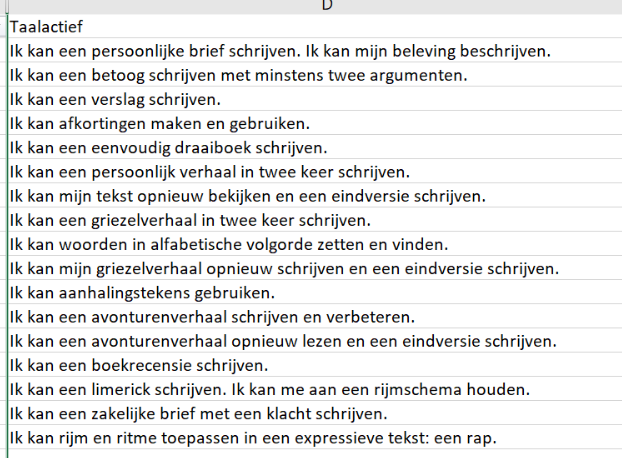 D
Taalactief
Ik kan een persoonlijke brief schrijven. Ik kan mijn beleving beschrijven.
Ik kan een betoog schrijven met minstens twee argumenten.
Ik kan een verslag schrijven.
Ik kan afkortingen maken en gebruiken.
Ik kan een eenvoudig draaiboek schrijven.
Ik kan een persoonlijk verhaal in twee keer schrijven.
Ik kan mijn tekst opnieuw bekijken en een eindversie schrijven.
Ik kan een griezelverhaal in twee keer schrijven.
Ik kan woorden in alfabetische volgorde zetten en vinden.
Ik kan mijn griezelverhaal opnieuw schrijven en een eindversie schrijven.
Ik kan aanhalingstekens gebruiken.
Ik kan een avonturenverhaal schrijven en verbeteren.
Ik kan een avonturenverhaal opnieuw lezen en een eindversie schrijven.
Ik kan een boekrecensie schrijven.
Ik kan een limerick schrijven. Ik kan me aan een rijmschema houden.
Ik kan een zakelijke brief met een klacht schrijven.
Ik kan rijm en ritme toepassen in een expressieve tekst: een rap.